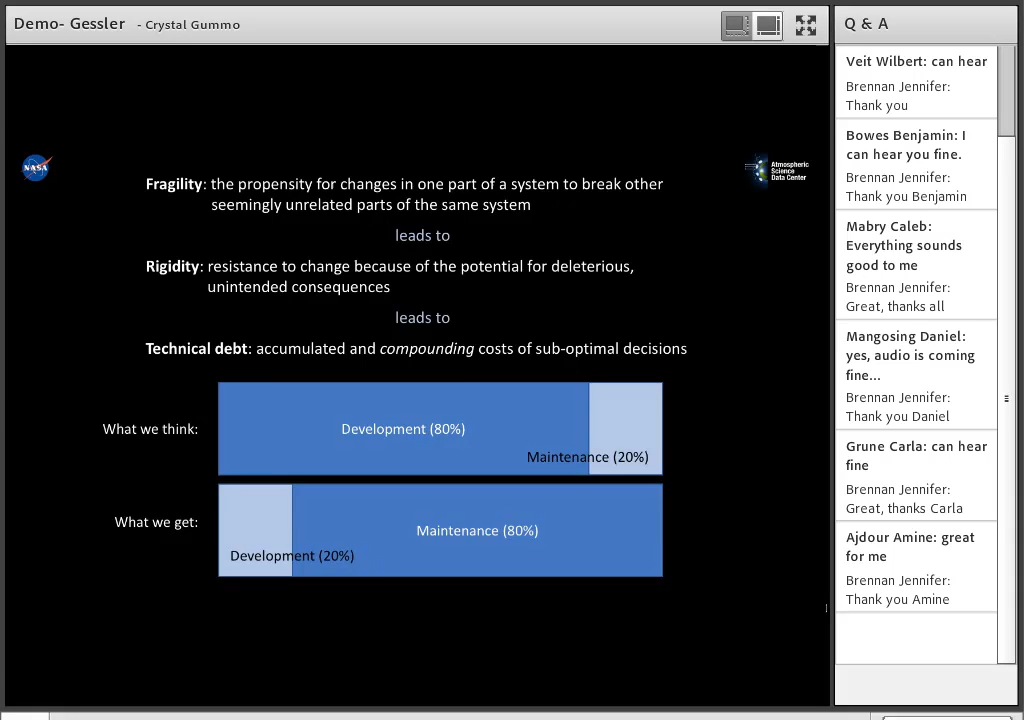 Demo- Gessler - Crystal Gummo
NASA
Atmospheric
Science
Data Center
Fragility: the propensity for changes in one part of a system to break other
seemingly unrelated parts of the same system
leads to
Rigidity: resistance to change because of the potential for deleterious,
unintended consequences
leads to
Technical debt: accumulated and compounding costs of sub-optimal decisions
What we think:
Development (80%)
Maintenance (20%)
What we get:
Maintenance (80%)
Development (20%)
Q & A
Veit Wilbert: can hear
Brennan Jennifer:
Thank you
Bowes Benjamin: I
can hear you fine.
Brennan Jennifer:
Thank you Benjamin
Mabry Caleb:
Everything sounds
good to me
Brennan Jennifer:
Great, thanks all
Mangosing Daniel:
yes, audio is coming
fine...
Brennan Jennifer:
Thank you Daniel
Grune Carla: can hear
fine
Brennan Jennifer:
Great, thanks Carla
Ajdour Amine: great
for me
Brennan Jennifer:
Thank you Amine